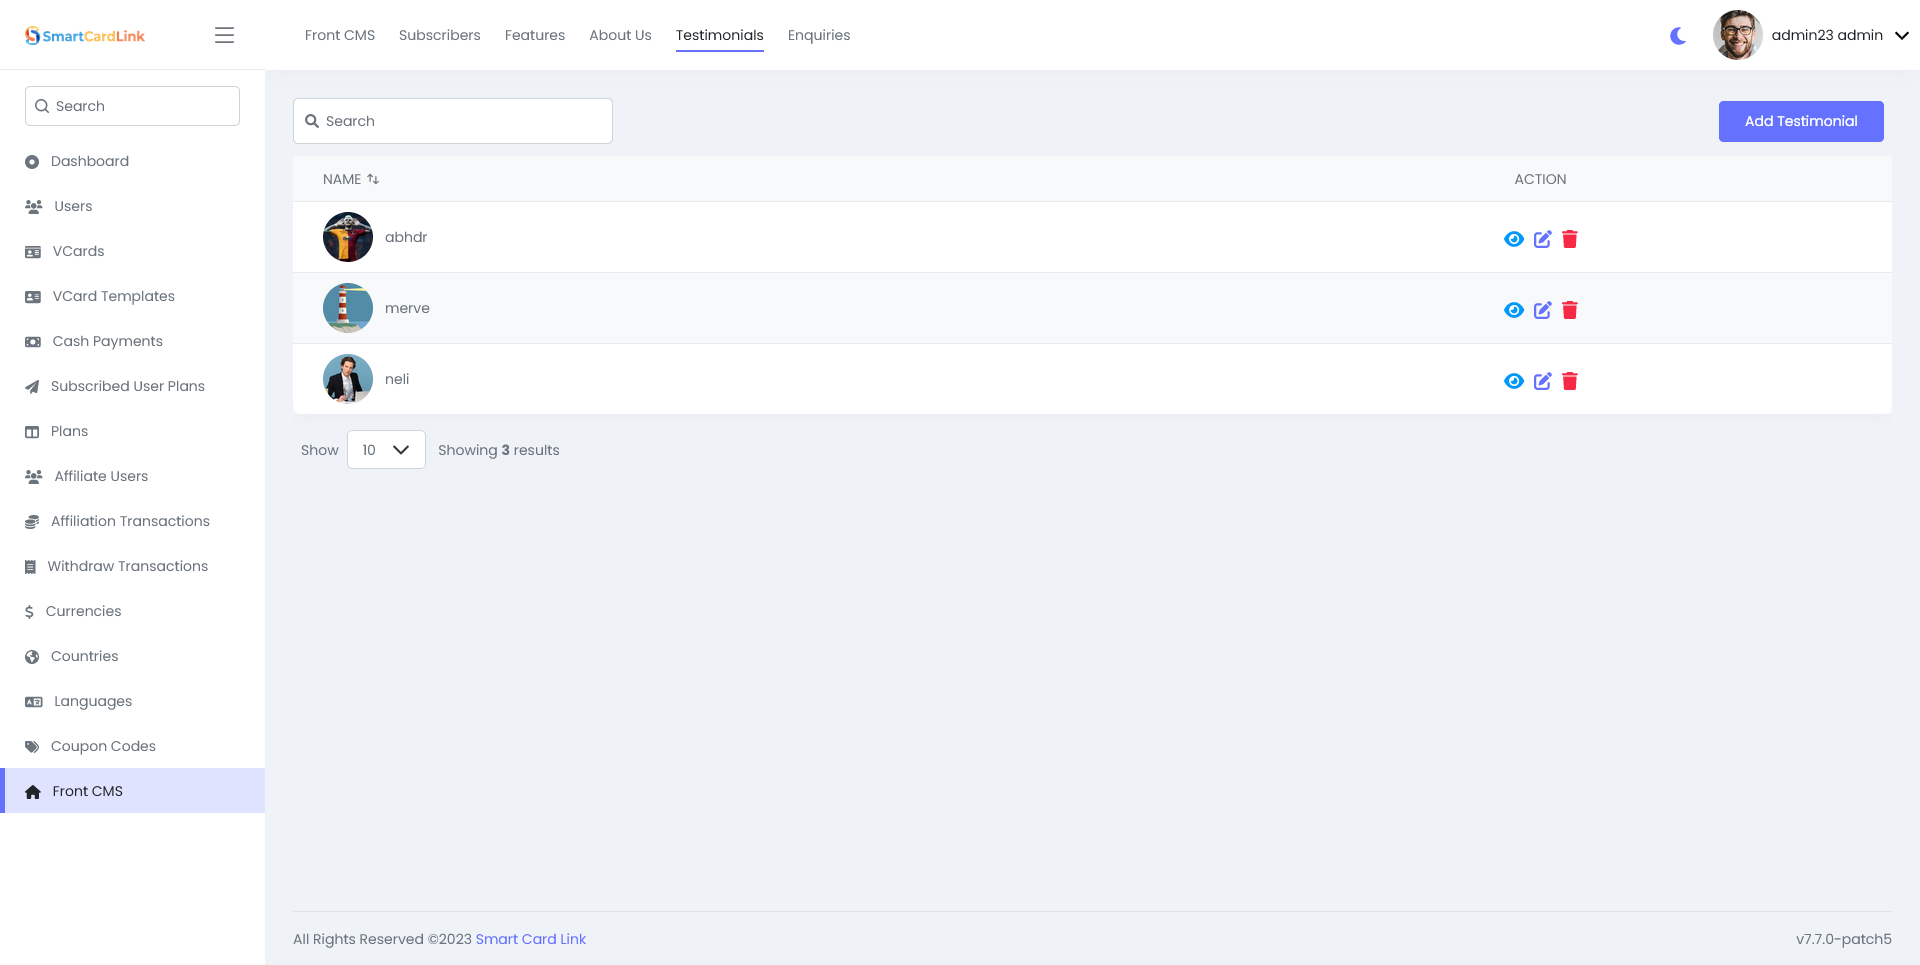 SmartCardLink
Front CMS
Subscribers
Features
About Us
Testimonials
Enquiries
admin23 admin
Search
Dashboard
Users
VCards
VCard Templates
Cash Payments
Subscribed User Plans
Plans
Affiliate Users
Affiliation Transactions
Withdraw Transactions
Currencies
Countries
Languages
Coupon Codes
Front CMS
Search
Add Testimonial
NAME
ACTION
abhdr
merve
neli
Show 10 Showing 3 results
All Rights Reserved ©2023 Smart Card Link
v7.7.0-patch5